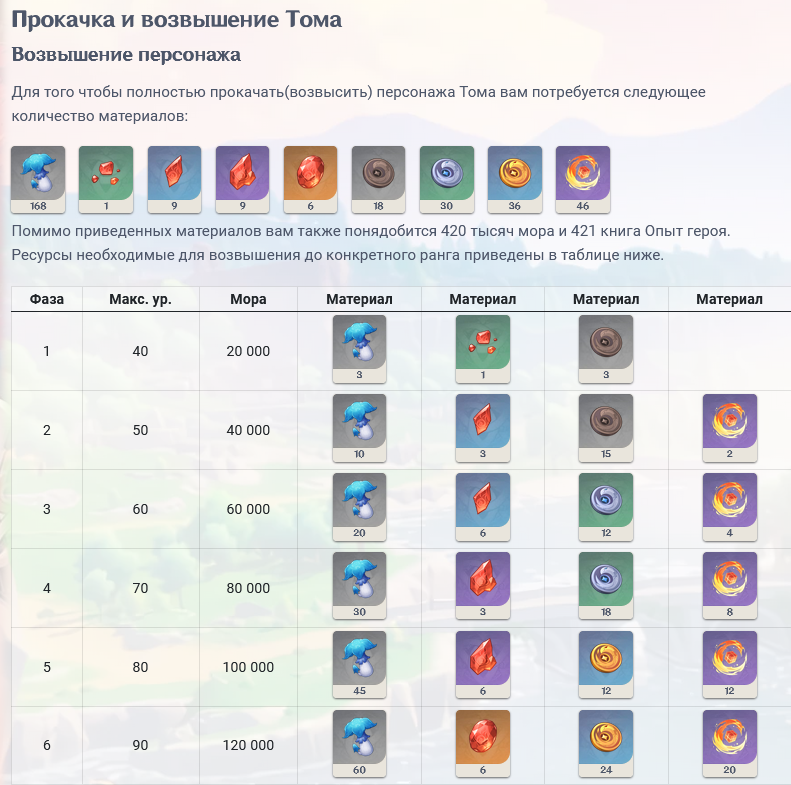 Прокачка и возвышение Тома
Возвышение персонажа
Для того чтобы полностью прокачать(возвысить) персонажа Тома вам потребуется следующее
количество материалов:
168 1 9 9 6 18 30 36 46
Помимо приведенных материалов вам также понядобится 420 тысяч мора и 421 книга Опыт героя.
Ресурсы необходимые для возвышения до конкретного ранга приведены в таблице ниже.
Фаза Макс. ур. Мора Материал Материал Материал Материал
1 40 20 000 3 1 3
2 50 40 000 10 3 15 2
3 60 60 000 20 6 12 4
4 70 80 000 30 3 18 8
5 80 100 000 45 6 12 12
6 90 120 000 60 6 24 20